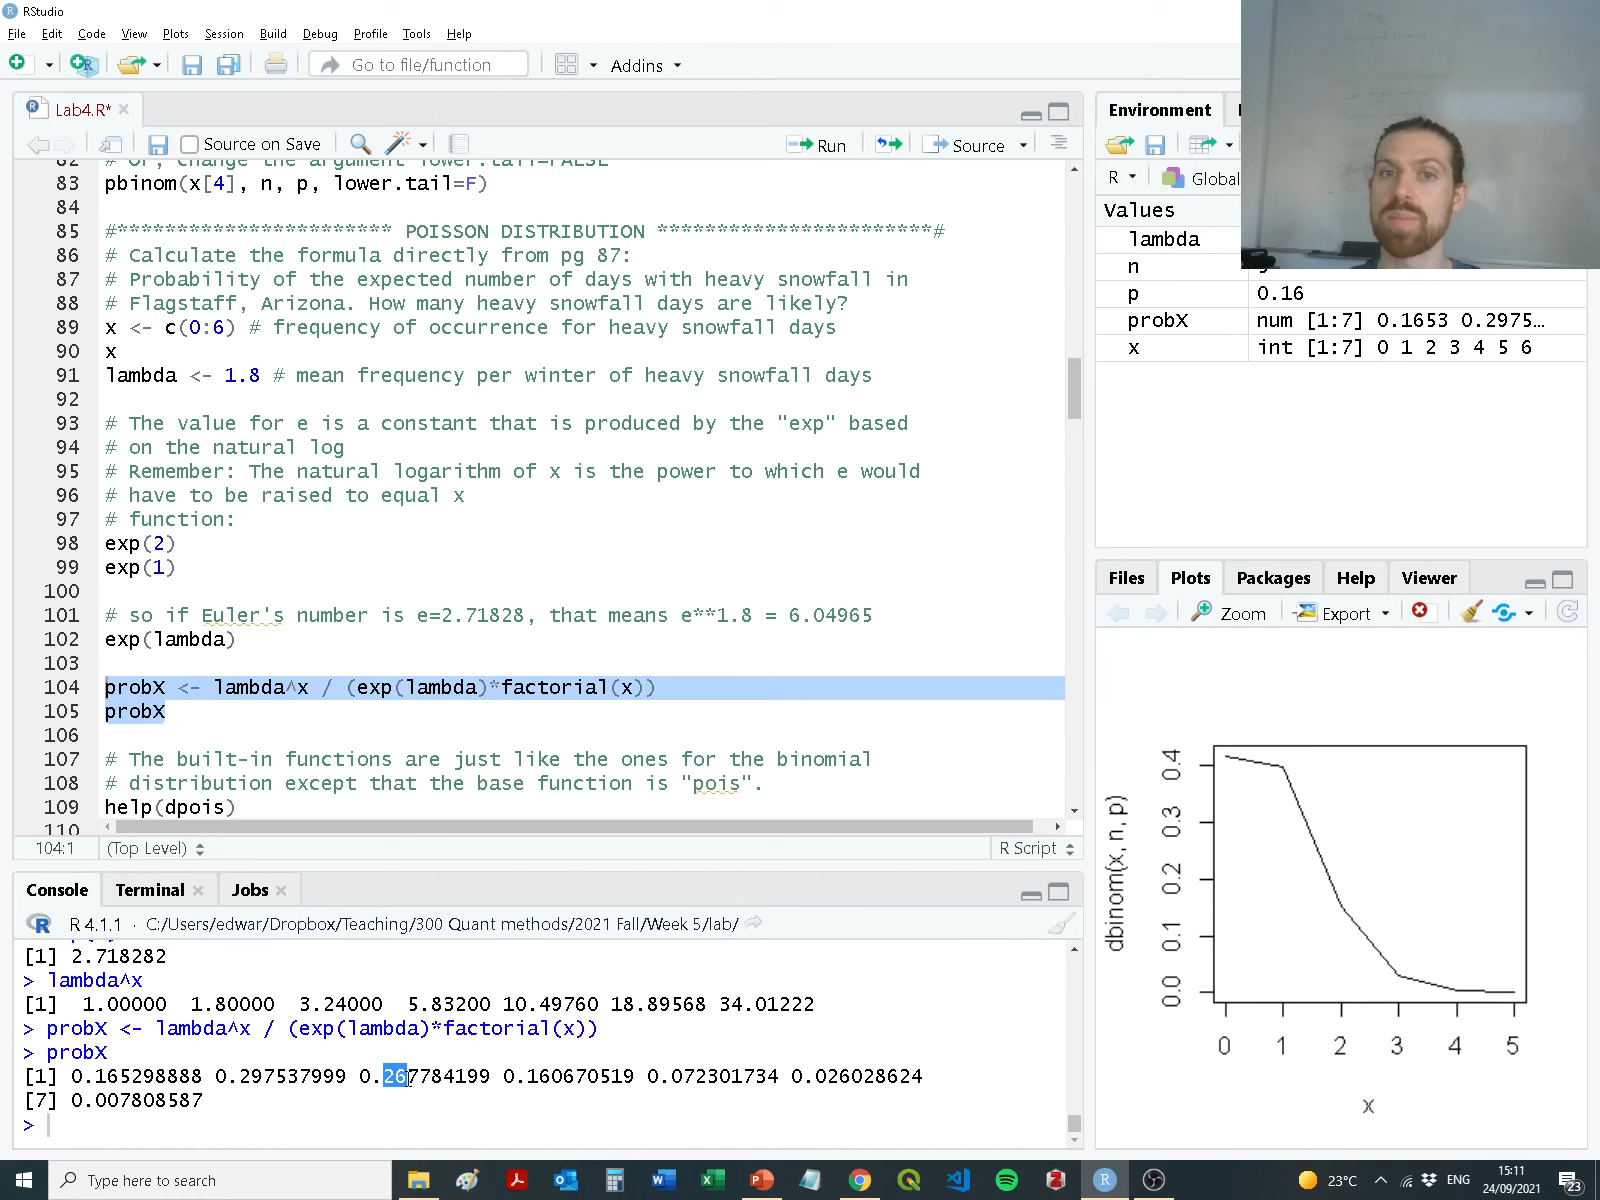 RStudio
File Edit Code View Plots Session Build Debug Profile Tools Help
Go to file/function Addins
Lab4.R*
Source on Save Run Source
82 # Or, change the argument lower.tail=FALSE
83 pbinom(x[4], n, p, lower.tail=F)
84
85 #*********************** POISSON DISTRIBUTION ***********************#
86 # Calculate the formula directly from pg 87:
87 # Probability of the expected number of days with heavy snowfall in
88 # Flagstaff, Arizona. How many heavy snowfall days are likely?
89 x <- c(0:6) # frequency of occurrence for heavy snowfall days
90 x
91 lambda <- 1.8 # mean frequency per winter of heavy snowfall days
92
93 # The value for e is a constant that is produced by the "exp" based
94 # on the natural log
95 # Remember: The natural logarithm of x is the power to which e would
96 # have to be raised to equal x
97 # function:
98 exp(2)
99 exp(1)
100
101 # so if Euler's number is e=2.71828, that means e**1.8 = 6.04965
102 exp(lambda)
103
104 probX <- lambda^x / (exp(lambda)*factorial(x))
105 probX
106
107 # The built-in functions are just like the ones for the binomial
108 # distribution except that the base function is "pois".
109 help(dpois)
110
104:1 (Top Level) R Script
Console Terminal Jobs
R 4.1.1 · C:/Users/edwar/Dropbox/Teaching/300 Quant methods/2021 Fall/Week 5/lab/
[1] 2.718282
> lambda^x
[1] 1.00000 1.80000 3.24000 5.83200 10.49760 18.89568 34.01222
> probX <- lambda^x / (exp(lambda)*factorial(x))
> probX
[1] 0.165298888 0.297537999 0.267784199 0.160670519 0.072301734 0.026028624
[7] 0.007808587
>
Environment
R Global
Values
lambda
n
p 0.16
probX num [1:7] 0.1653 0.2975…
x int [1:7] 0 1 2 3 4 5 6
Files Plots Packages Help Viewer
Zoom Export
dbinom(x, n, p)
0.4
0.3
0.2
0.1
0.0
0 1 2 3 4 5
x
Type here to search
23°C ENG
15:11
24/09/2021
23